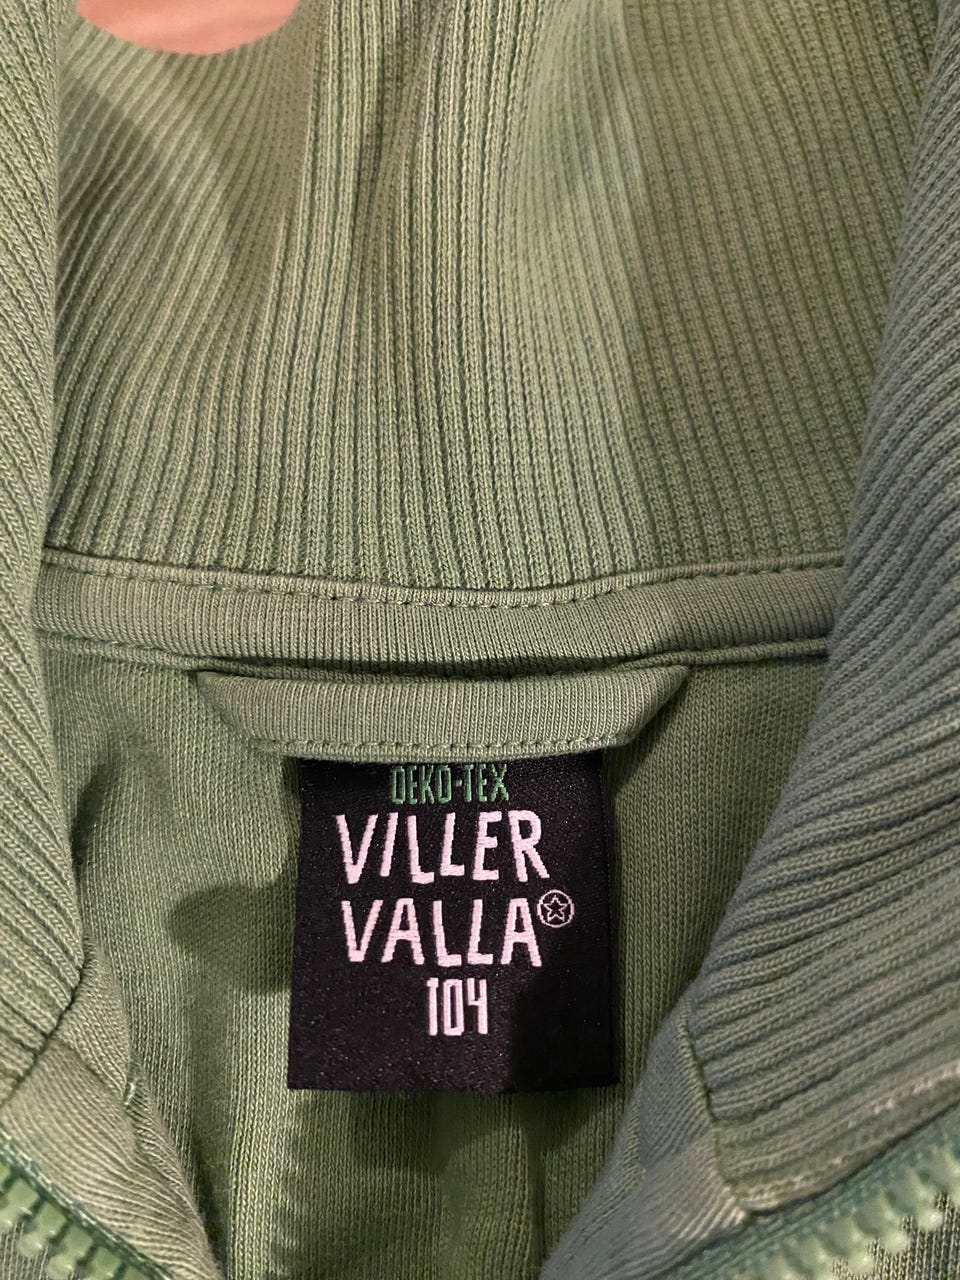 OEKO-TEX
VILLER
VALLA
104